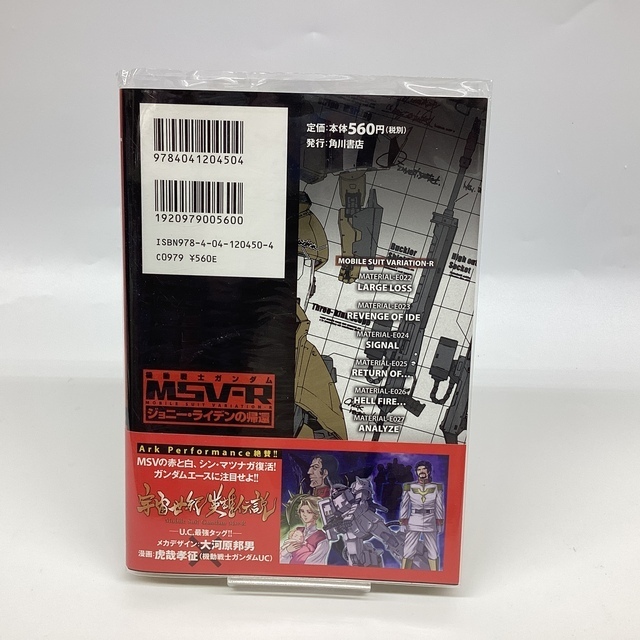 9784041204504
1920979005600
ISBN978-4-04-120450-4
C0979 ¥560E
定価:本体560円(税別)
発行:角川書店
Buckler
High gun
Socket
MOBILE SUIT VARIATION-R
MATERIAL-E022
LARGE LOSS
MATERIAL-E023
REVENGE OF IDE
MATERIAL-E024
SIGNAL
MATERIAL-E025
RETURN OF...
MATERIAL-E026
HELL FIRE...
MATERIAL-E027
ANALYZE
機動戦士ガンダム
MSV-R
MOBILE SUIT VARIATION-R
ジョニー・ライデンの帰還
Ark Performance絶賛!!
MSVの赤と白、シン・マツナガ復活!
ガンダムエースに注目せよ!!
宇宙世紀英雄伝説
U.C.最強タッグ!!
メカデザイン:大河原邦男
漫画:虎哉孝征(機動戦士ガンダムUC)